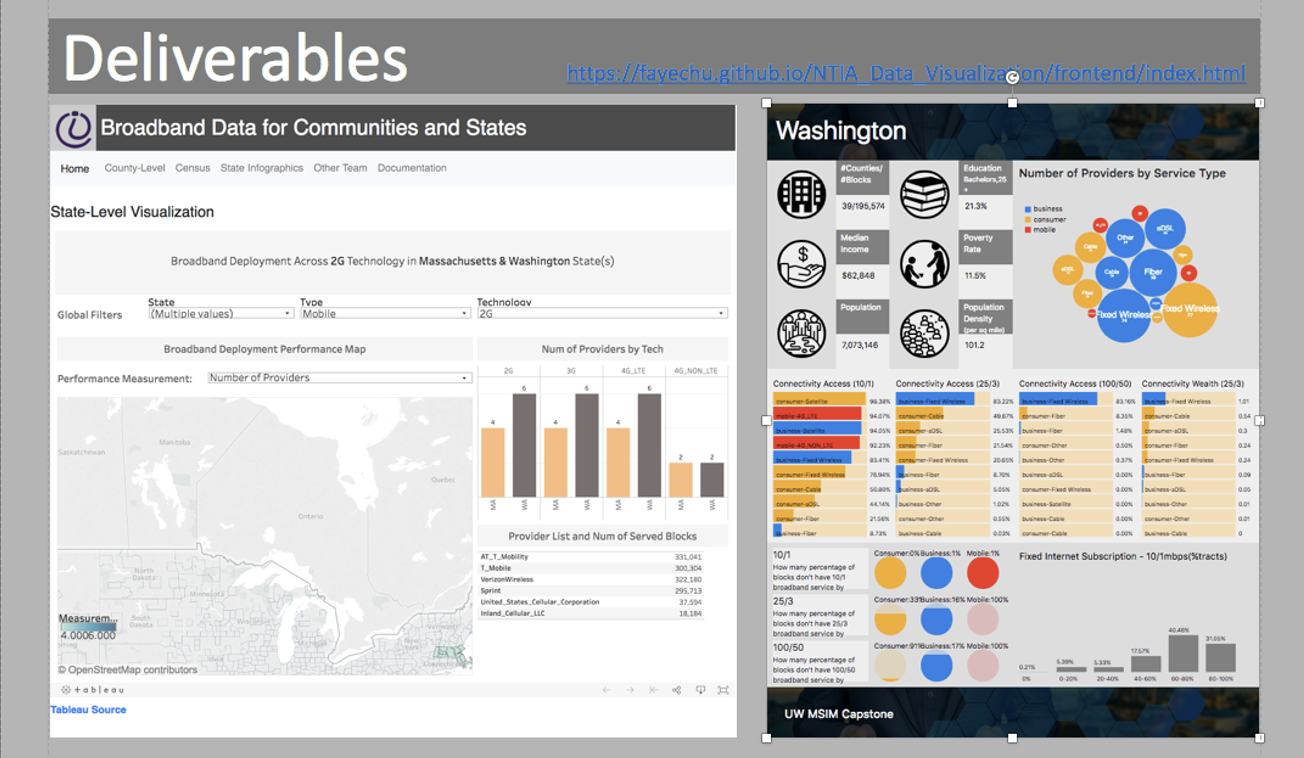 Deliverables
https://fayechu.github.io/NTIA_Data_Visualization/frontend/index.html
Broadband Data for Communities and States
Home County-Level Census State Infographics Other Team Documentation
State-Level Visualization
Broadband Deployment Across 2G Technology in Massachusetts & Washington State(s)
Global Filters
State
(Multiple values)
Type
Mobile
Technology
2G
Broadband Deployment Performance Map
Performance Measurement: Number of Providers
Manitoba
Saskatchewan
Quebec
Ontario
North Dakota
Minnesota
South Dakota
Michigan
Vermont
Measurem...
4.0006.000
© OpenStreetMap contributors
Num of Providers by Tech
2G 3G 4G_LTE 4G_NON_LTE
4 6 4 6 4 6 2 2
MA WA MA WA MA WA MA WA
Provider List and Num of Served Blocks
AT_T_Mobility 331,041
T_Mobile 300,304
VerizonWireless 322,180
Sprint 295,713
United_States_Cellular_Corporation 37,594
Inland_Cellular_LLC 18,184
+ a b l e a u
Tableau Source
Washington
#Counties/
#Blocks
39/195,574
Education
Bachelors,25
+
21.3%
Median
Income
$62,848
Poverty
Rate
11.5%
Population
7,073,146
Population
Density
(per sq mile)
101.2
Number of Providers by Service Type
business
consumer
mobile
aDSL
Other
Cable
Cable
aDSL
Fiber
Fiber
Fixed Wireless
Fixed Wireless
Connectivity Access (10/1)
consumer-Satellite 98.38%
mobile-4G_LTE 94.07%
business-Satellite 94.05%
mobile-4G_NON_LTE 92.23%
business-Fixed Wireless 83.41%
consumer-Fixed Wireless 76.94%
consumer-Cable 50.80%
consumer-aDSL 44.14%
consumer-Fiber 21.56%
business-Fiber 8.73%
Connectivity Access (25/3)
business-Fixed Wireless 83.22%
consumer-Cable 49.87%
consumer-aDSL 25.53%
consumer-Fiber 21.54%
consumer-Fixed Wireless 20.65%
business-Fiber 8.70%
business-aDSL 5.05%
business-Other 1.02%
consumer-Other 0.55%
business-Cable 0.03%
Connectivity Access (100/50)
business-Fixed Wireless 83.16%
consumer-Fiber 8.35%
business-Fiber 1.48%
consumer-Other 0.50%
business-Other 0.37%
business-aDSL 0.00%
consumer-Fixed Wireless 0.00%
business-Satellite 0.00%
business-Cable 0.00%
consumer-Cable 0.00%
Connectivity Wealth (25/3)
business-Fixed Wireless 1.01
consumer-Cable 0.54
consumer-aDSL 0.3
consumer-Fiber 0.24
consumer-Fixed Wireless 0.24
business-Fiber 0.09
business-aDSL 0.05
business-Other 0.01
consumer-Other 0.01
business-Cable 0
10/1
How many percentage of
blocks don't have 10/1
broadband service by
Consumer:0% Business:1% Mobile:1%
25/3
How many percentage of
blocks don't have 25/3
broadband service by
Business:16% Mobile:100%
100/50
How many percentage of
blocks don't have 100/50
broadband service by
Business:17% Mobile:100%
Fixed Internet Subscription - 10/1mbps(%tracts)
0.21% 5.39% 5.33% 17.57% 40.46% 31.05%
0% 0-20% 20-40% 40-60% 60-80% 80-100%
UW MSIM Capstone